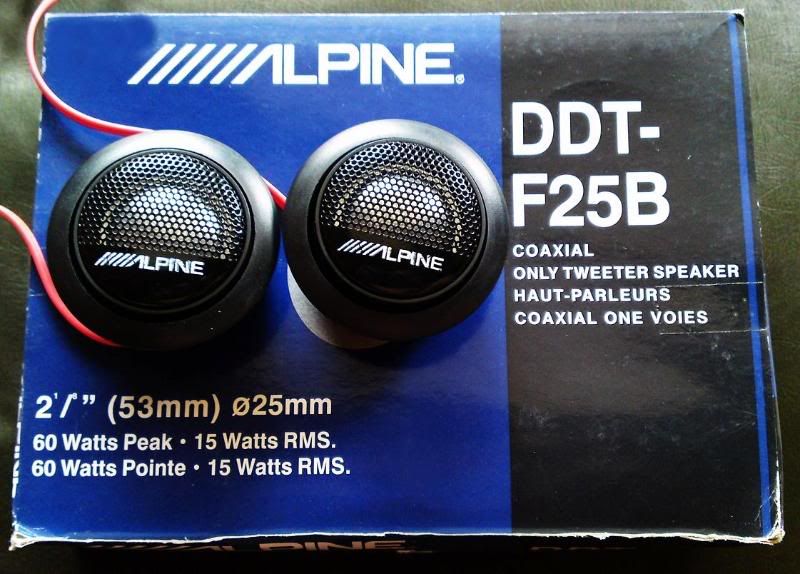 ALPINE®
DDT-
F25B
COAXIAL
ONLY TWEETER SPEAKER
HAUT-PARLEURS
COAXIAL ONE VOIES
ALPINE
ALPINE
(53mm) ø25mm
60 Watts Peak · 15 Watts RMS.
60 Watts Pointe · 15 Watts RMS.
ALPINE